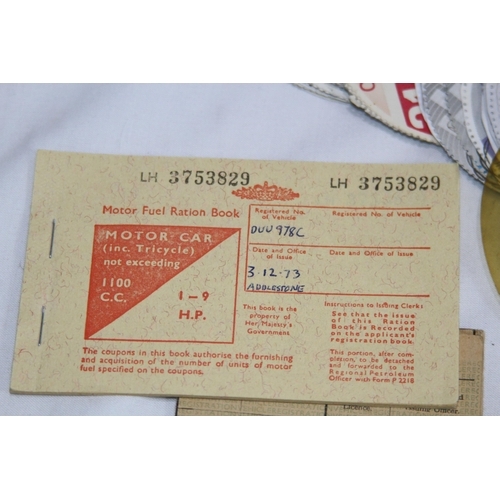 LH 3753829 LH 3753829
Motor Fuel Ration Book
MOTOR-CAR
(inc. Tricycle)
not exceeding
1100
C.C.
1–9
H.P.
The coupons in this book authorise the furnishing
and acquisition of the number of units of motor
fuel specified on the coupons.
Registered No.
of Vehicle
DUU 978C
Date and Office
of Issue
3.12.73
ADDLESTONE
This book is the
property of
Her Majesty's
Government
Registered No. of Vehicle
Date and Office of Issue
Instructions to Issuing Clerks
See that the issue
of this Ration
Book is Recorded
on the applicant's
registration book.
This portion, after com-
pletion, to be detached
and forwarded to the
Regional Petroleum
Officer with Form P 2218
Licence.
Issuing Officer.